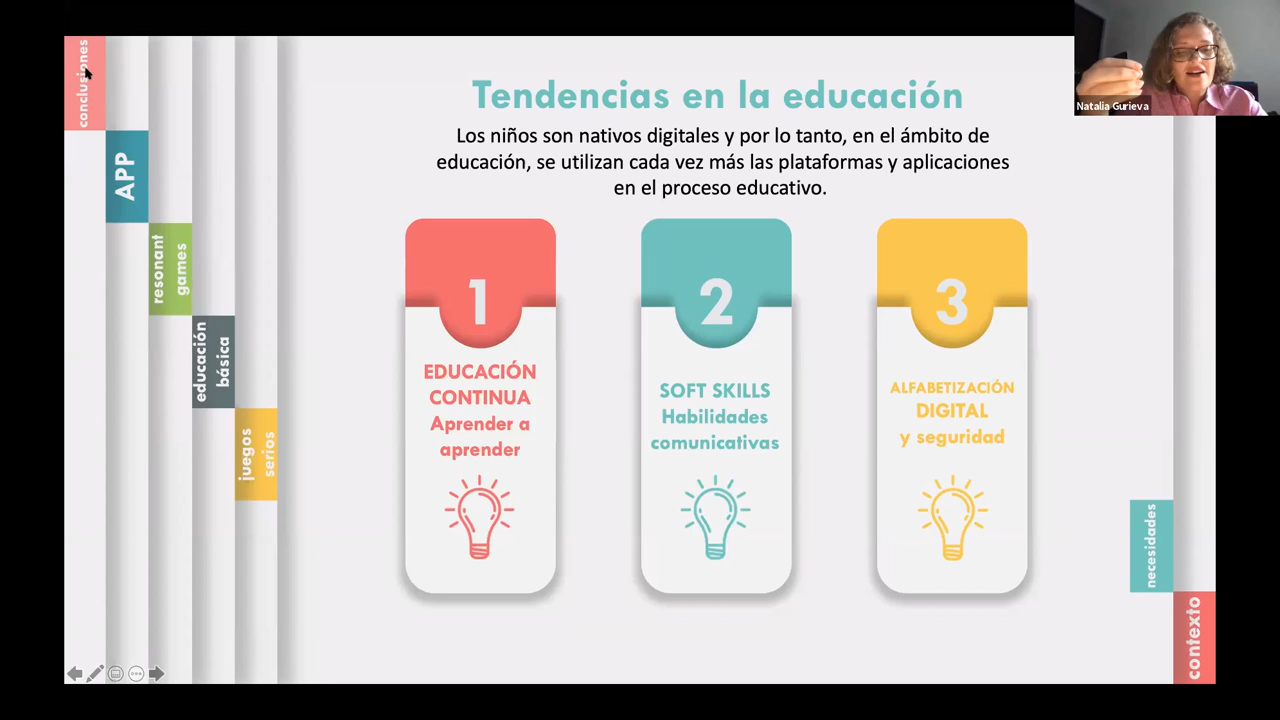 conclusiones
APP
resonant
games
educación
básica
juegos
serios
Tendencias en la educación
Los niños son nativos digitales y por lo tanto, en el ámbito de
educación, se utilizan cada vez más las plataformas y aplicaciones
en el proceso educativo.
1
EDUCACIÓN
CONTINUA
Aprender a
aprender
2
SOFT SKILLS
Habilidades
comunicativas
3
ALFABETIZACIÓN
DIGITAL
y seguridad
necesidades
contexto
Natalia Gurieva